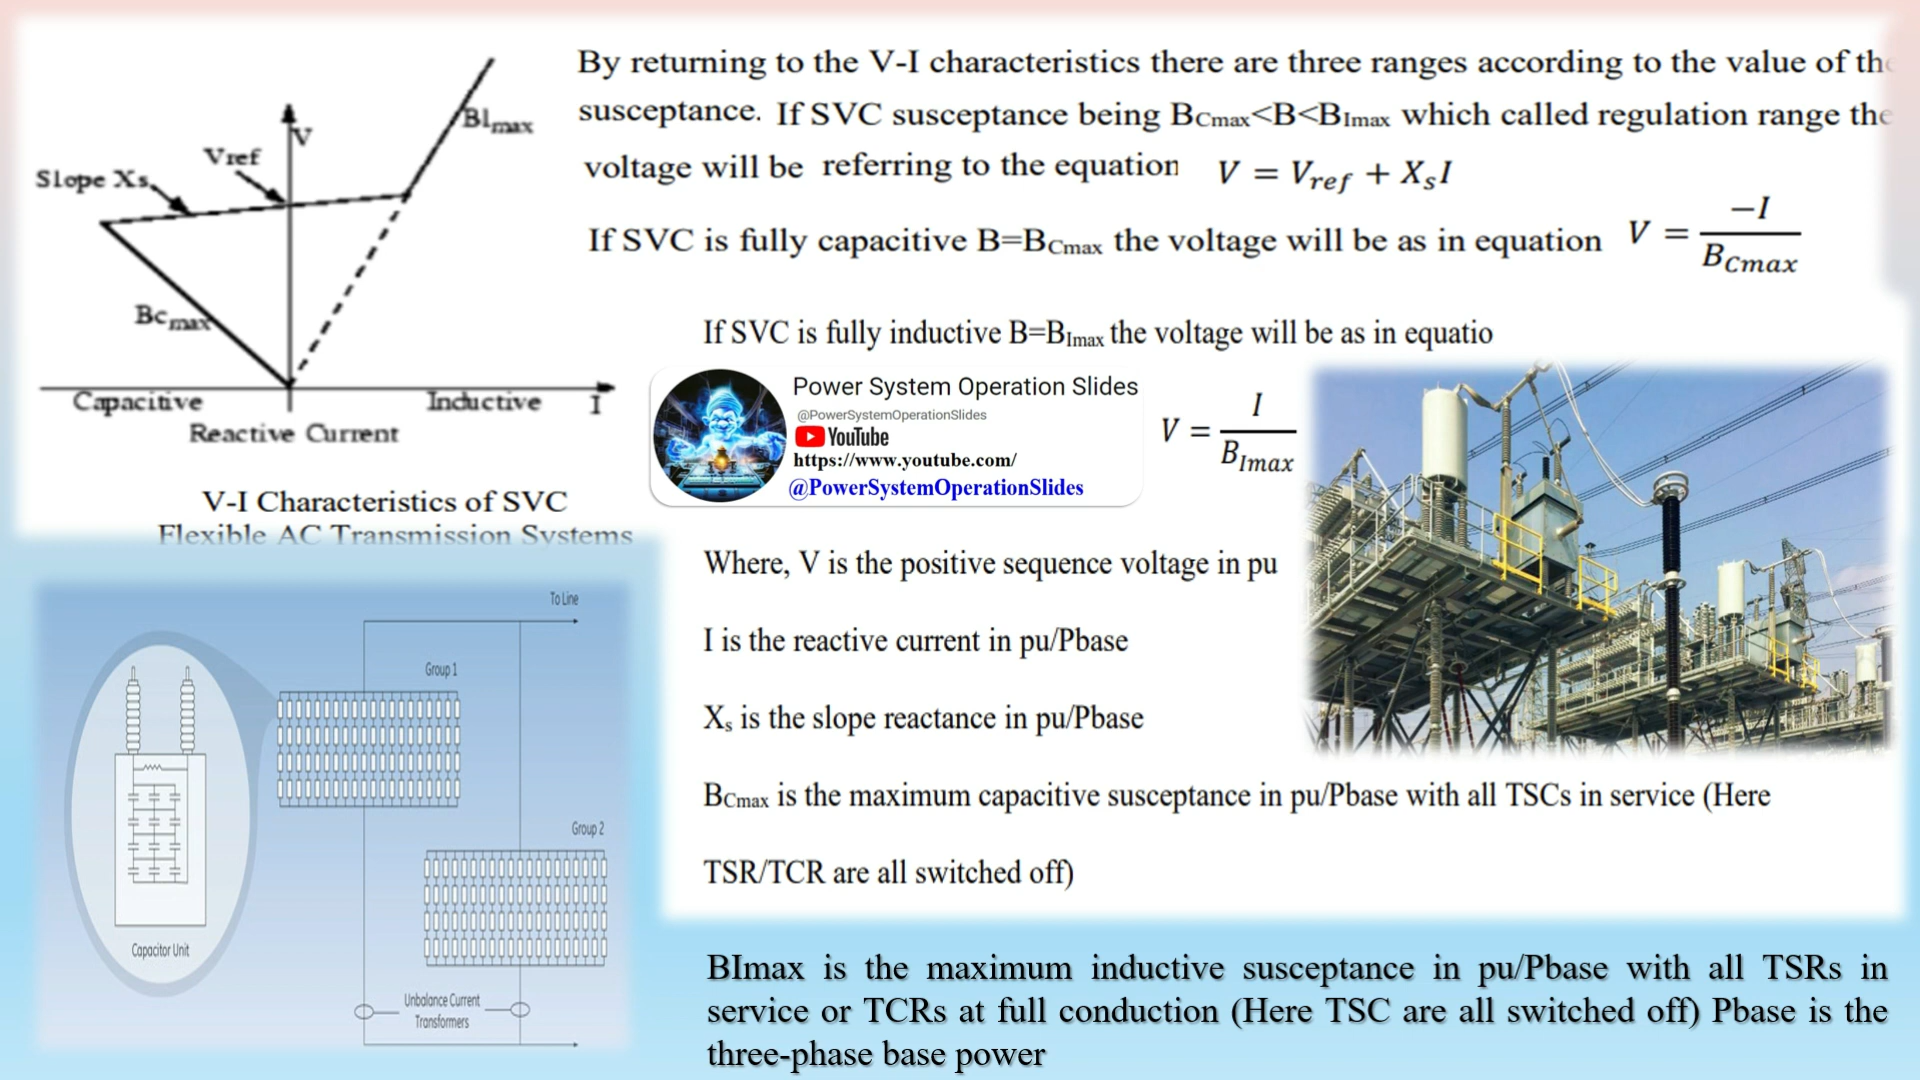 By returning to the V-I characteristics there are three ranges according to the value of the
susceptance. If SVC susceptance being BCmax<B<BImax which called regulation range the
voltage will be referring to the equation V = Vref + XsI
If SVC is fully capacitive B=BCmax the voltage will be as in equation V = −I / BCmax
If SVC is fully inductive B=BImax the voltage will be as in equatio
V = I / BImax
Slope Xs
Vref
V
Blmax
Bcmax
Capacitive
Inductive
I
Reactive Current
V-I Characteristics of SVC
Flexible AC Transmission Systems
Power System Operation Slides
@PowerSystemOperationSlides
YouTube
https://www.youtube.com/
@PowerSystemOperationSlides
Where, V is the positive sequence voltage in pu
I is the reactive current in pu/Pbase
Xs is the slope reactance in pu/Pbase
BCmax is the maximum capacitive susceptance in pu/Pbase with all TSCs in service (Here
TSR/TCR are all switched off)
BImax is the maximum inductive susceptance in pu/Pbase with all TSRs in
service or TCRs at full conduction (Here TSC are all switched off) Pbase is the
three-phase base power
To Line
Group 1
Group 2
Capacitor Unit
Unbalance Current
Transformers